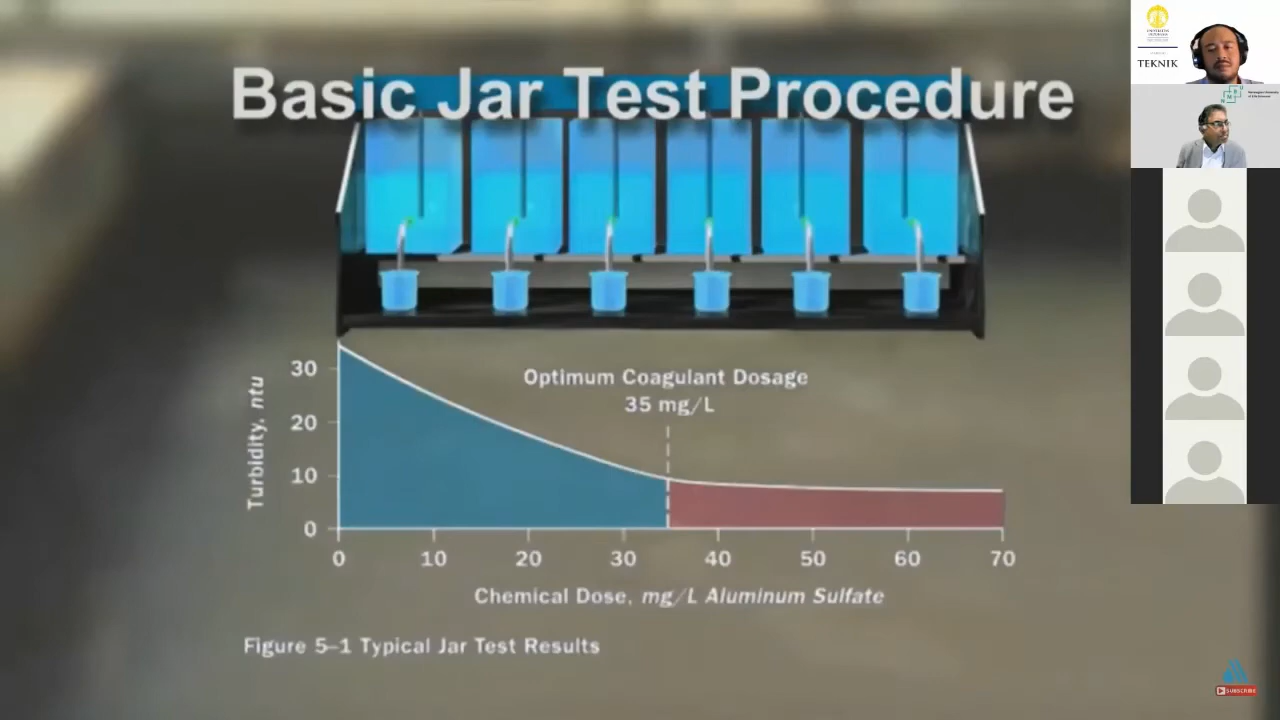 Basic Jar Test Procedure
Optimum Coagulant Dosage
35 mg/L
Turbidity, ntu
30
20
10
0
0 10 20 30 40 50 60 70
Chemical Dose, mg/L Aluminum Sulfate
Figure 5–1 Typical Jar Test Results
TEKNIK
SUBSCRIBE